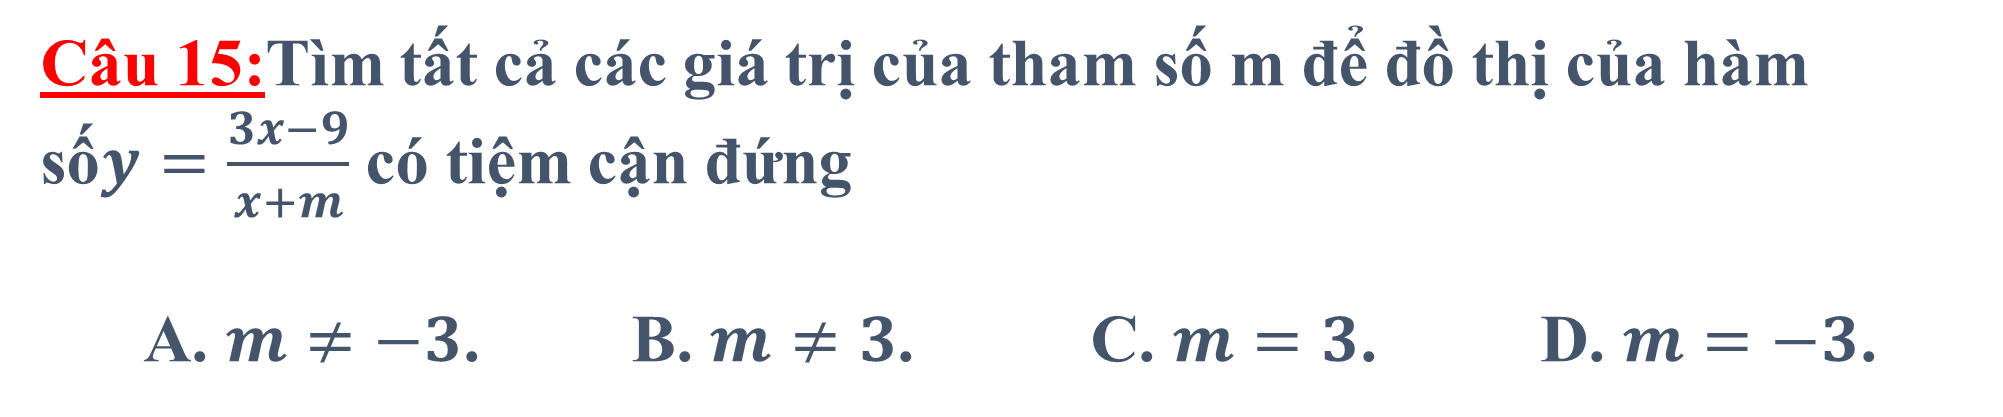 Câu 15:Tìm tất cả các giá trị của tham số m để đồ thị của hàm
số𝒚 = \frac{𝟑𝒙−𝟗}{𝒙+𝒎} có tiệm cận đứng
A. 𝒎 ≠ −𝟑. B. 𝒎 ≠ 𝟑. C. 𝒎 = 𝟑. D. 𝒎 = −𝟑.